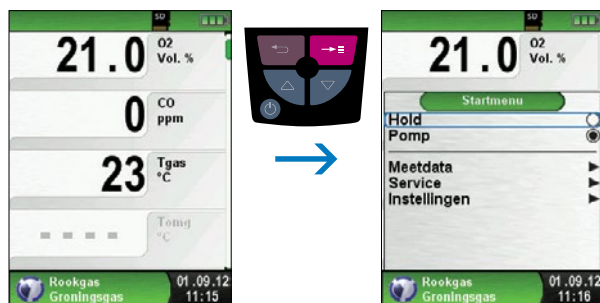 SD
21.0 O2 Vol. %
0 CO ppm
23 Tgas °C
- - - - Tomg °C
Rookgas 01.09.12
Groningsgas 11:15
SD
21.0 O2 Vol. %
Startmenu
Hold
Pomp
Meetdata
Service
Instellingen
Rookgas 01.09.12
Groningsgas 11:16